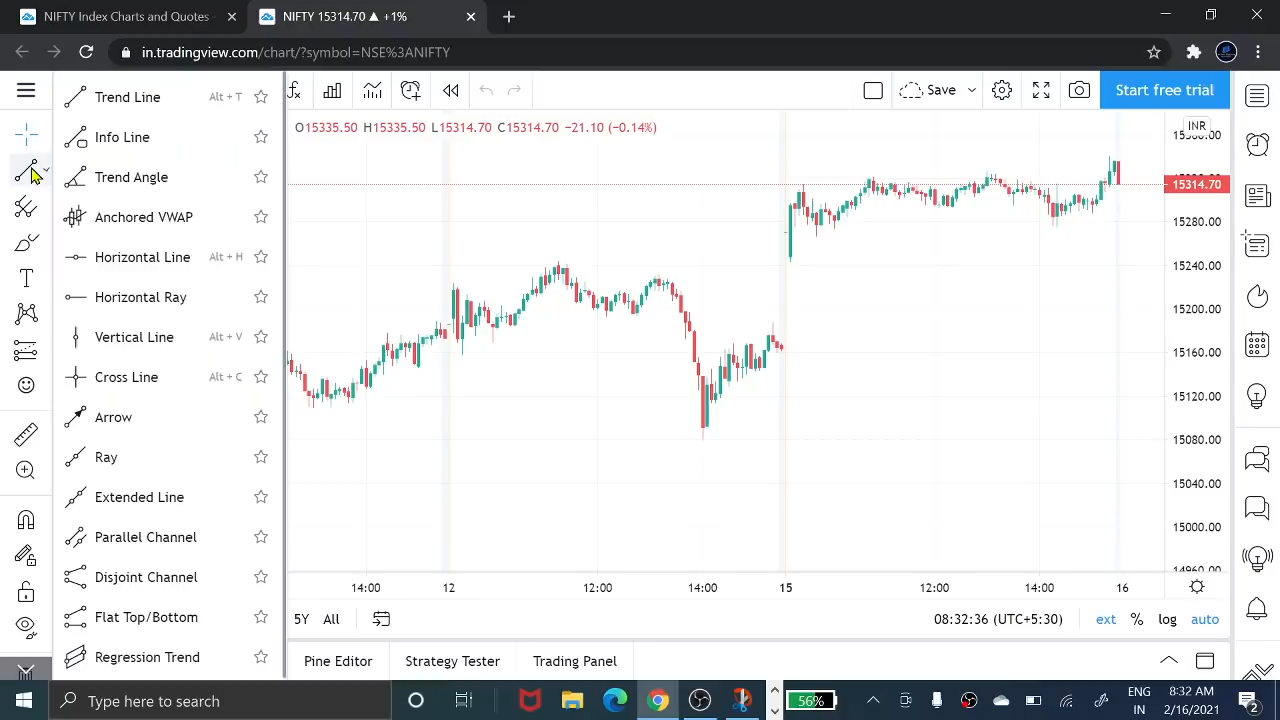 NIFTY Index Charts and Quotes
NIFTY 15314.70 ▲ +1%
in.tradingview.com/chart/?symbol=NSE%3ANIFTY
Save
Start free trial
O15335.50 H15335.50 L15314.70 C15314.70 −21.10 (−0.14%)
INR
Trend Line Alt + T
Info Line
Trend Angle
Anchored VWAP
Horizontal Line Alt + H
Horizontal Ray
Vertical Line Alt + V
Cross Line Alt + C
Arrow
Ray
Extended Line
Parallel Channel
Disjoint Channel
Flat Top/Bottom
Regression Trend
15314.70
15280.00
15240.00
15200.00
15160.00
15120.00
15080.00
15040.00
15000.00
14960.00
14:00 12 12:00 14:00 15 12:00 14:00 16
5Y All
08:32:36 (UTC+5:30) ext % log auto
Pine Editor Strategy Tester Trading Panel
Type here to search
56%
ENG
IN
8:32 AM
2/16/2021
2